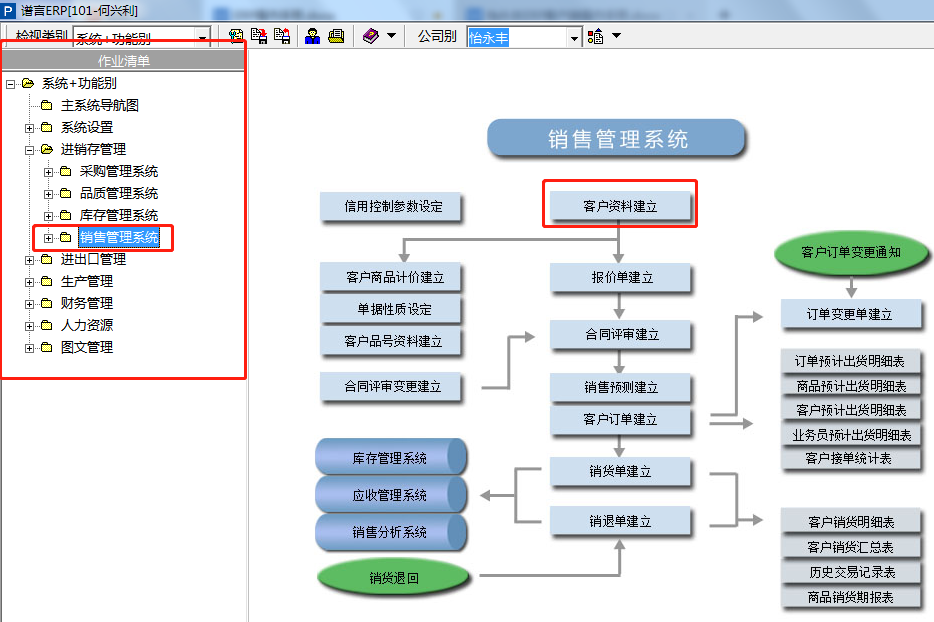 谱言ERP[101-何兴利]
检视类别 系统+功能别 公司别 怡永丰
作业清单
系统+功能别
主系统导航图
系统设置
进销存管理
采购管理系统
品质管理系统
库存管理系统
销售管理系统
进出口管理
生产管理
财务管理
人力资源
图文管理
销售管理系统
信用控制参数设定
客户资料建立
客户商品计价建立
单据性质设定
客户品号资料建立
合同评审变更建立
报价单建立
合同评审建立
销售预测建立
客户订单建立
销货单建立
销退单建立
库存管理系统
应收管理系统
销售分析系统
销货退回
客户订单变更通知
订单变更单建立
订单预计出货明细表
商品预计出货明细表
客户预计出货明细表
业务员预计出货明细表
客户接单统计表
客户销货明细表
客户销货汇总表
历史交易记录表
商品销货期报表